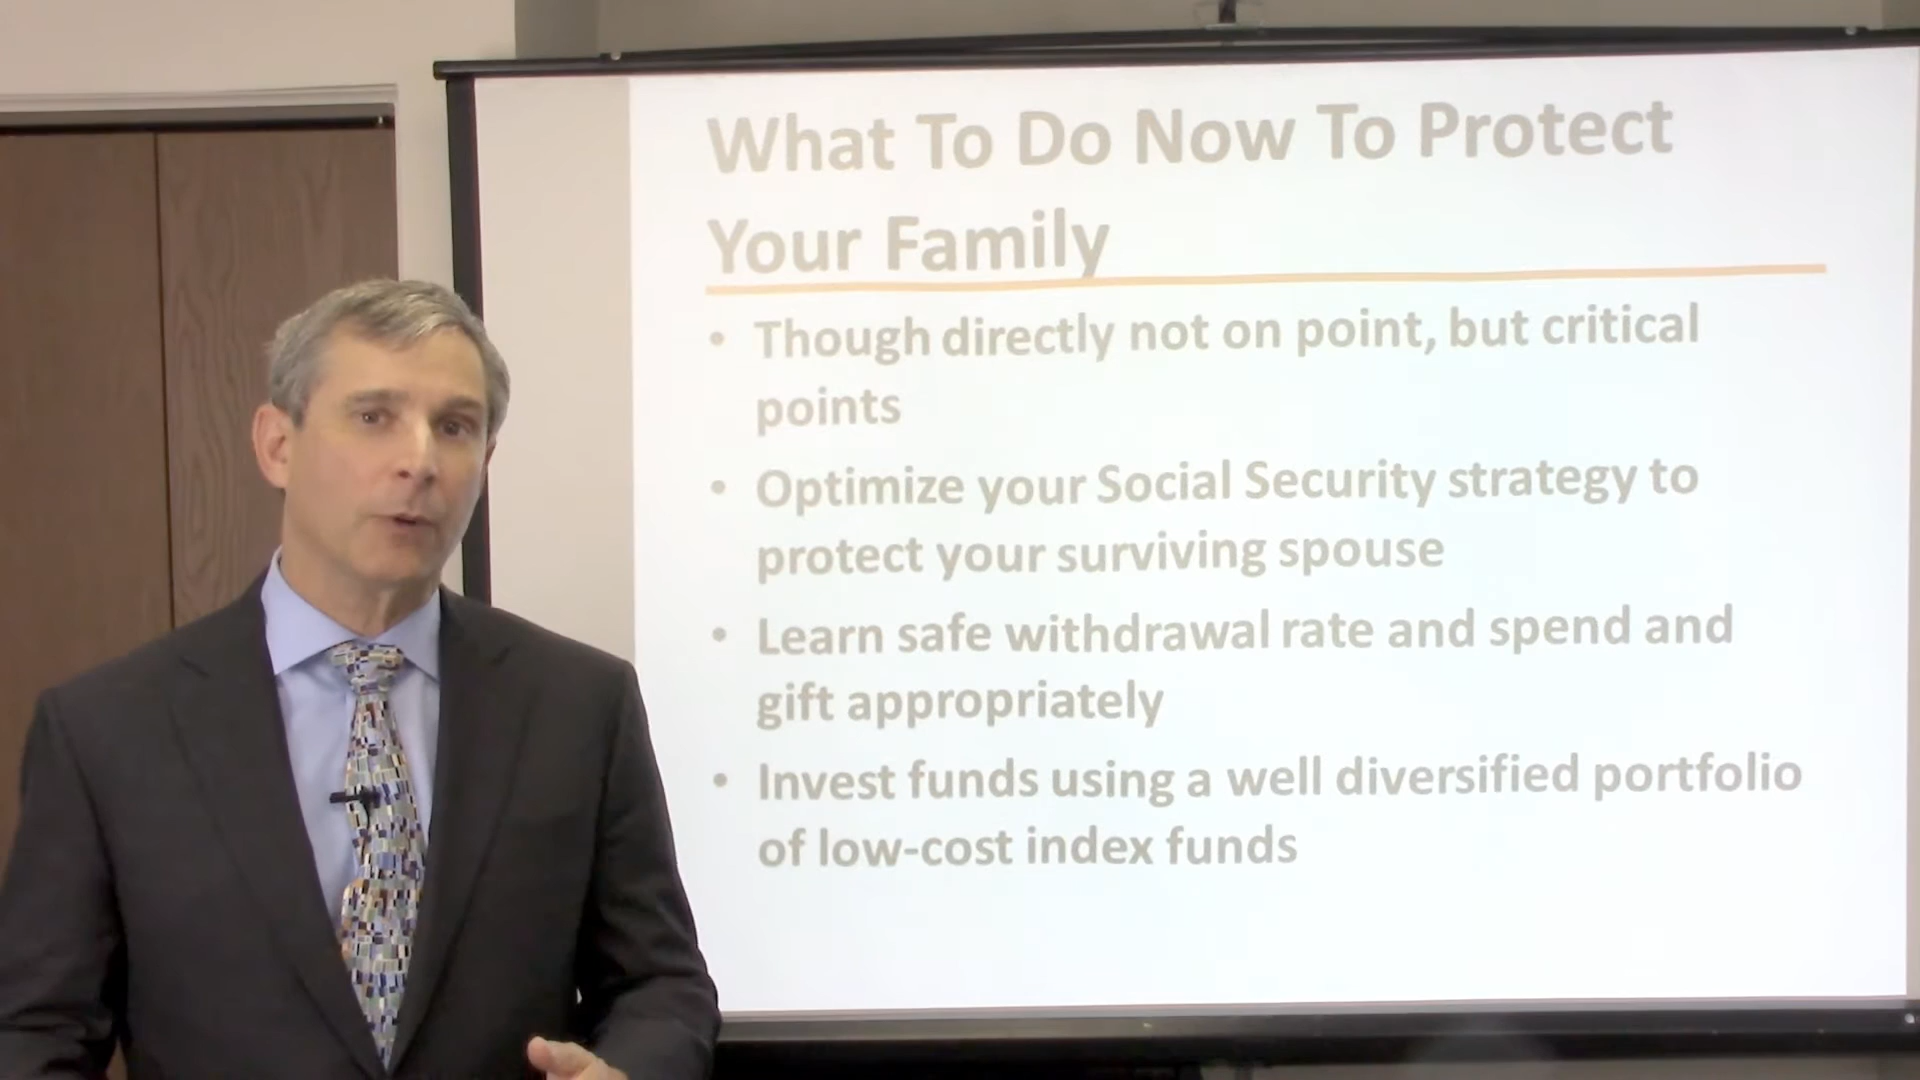 What To Do Now To Protect
Your Family
• Though directly not on point, but critical
points
• Optimize your Social Security strategy to
protect your surviving spouse
• Learn safe withdrawal rate and spend and
gift appropriately
• Invest funds using a well diversified portfolio
of low-cost index funds